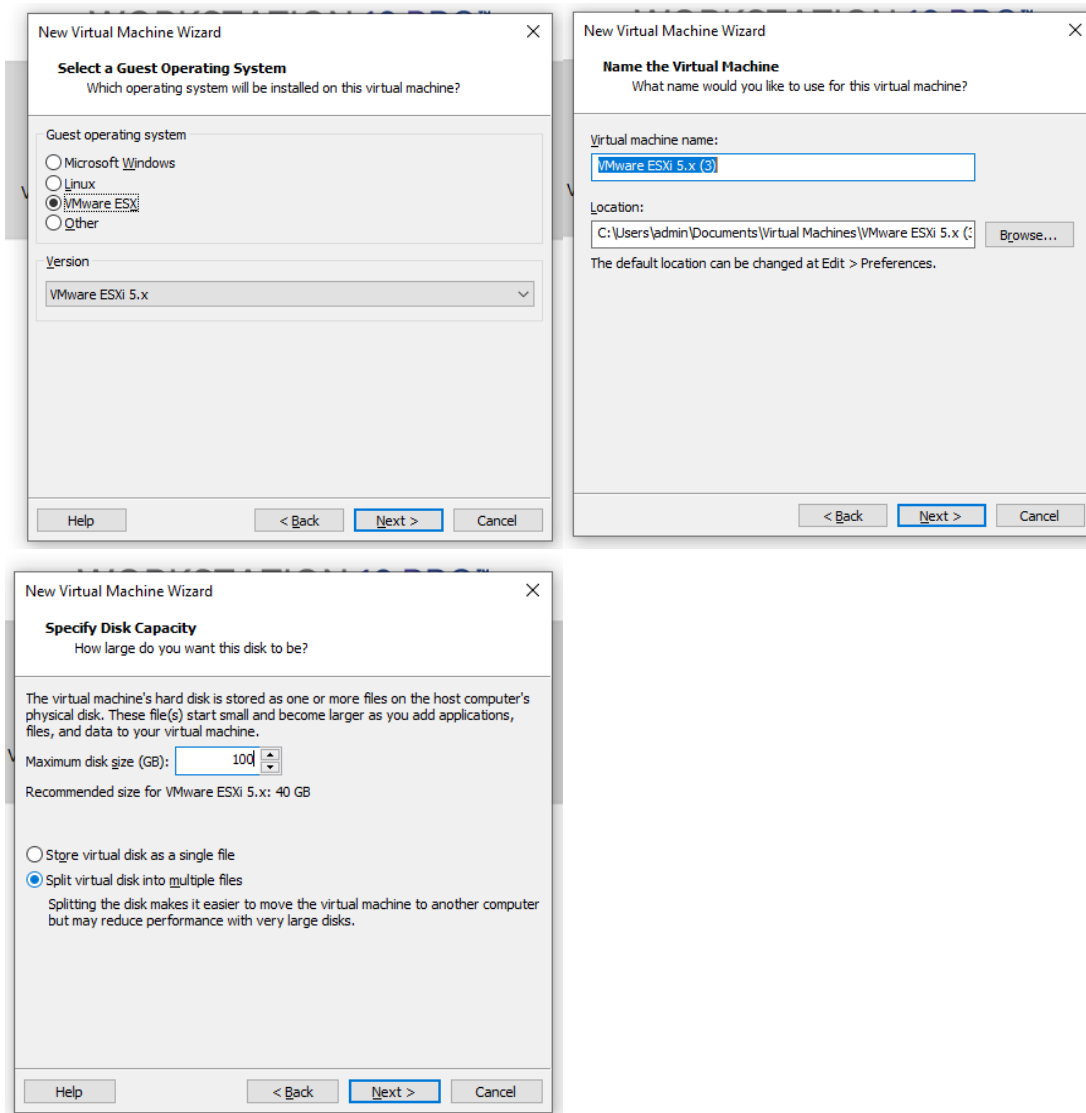 New Virtual Machine Wizard
Select a Guest Operating System
Which operating system will be installed on this virtual machine?
Guest operating system
Microsoft Windows
Linux
VMware ESX
Other
Version
VMware ESXi 5.x
Help
< Back
Next >
Cancel
New Virtual Machine Wizard
Name the Virtual Machine
What name would you like to use for this virtual machine?
Virtual machine name:
VMware ESXi 5.x (3)
Location:
C:\Users\admin\Documents\Virtual Machines\VMware ESXi 5.x (3
Browse...
The default location can be changed at Edit > Preferences.
< Back
Next >
Cancel
New Virtual Machine Wizard
Specify Disk Capacity
How large do you want this disk to be?
The virtual machine's hard disk is stored as one or more files on the host computer's
physical disk. These file(s) start small and become larger as you add applications,
files, and data to your virtual machine.
Maximum disk size (GB): 100
Recommended size for VMware ESXi 5.x: 40 GB
Store virtual disk as a single file
Split virtual disk into multiple files
Splitting the disk makes it easier to move the virtual machine to another computer
but may reduce performance with very large disks.
Help
< Back
Next >
Cancel